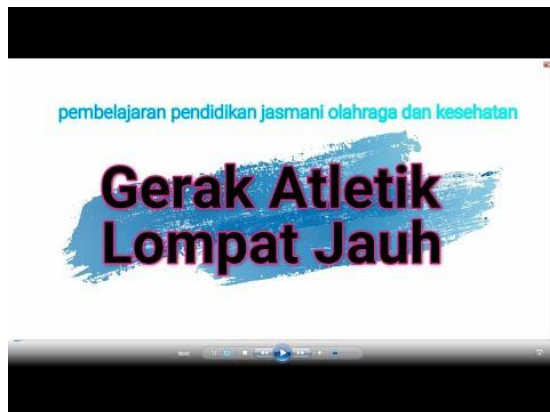 pembelajaran pendidikan jasmani olahraga dan kesehatan
Gerak Atletik
Lompat Jauh